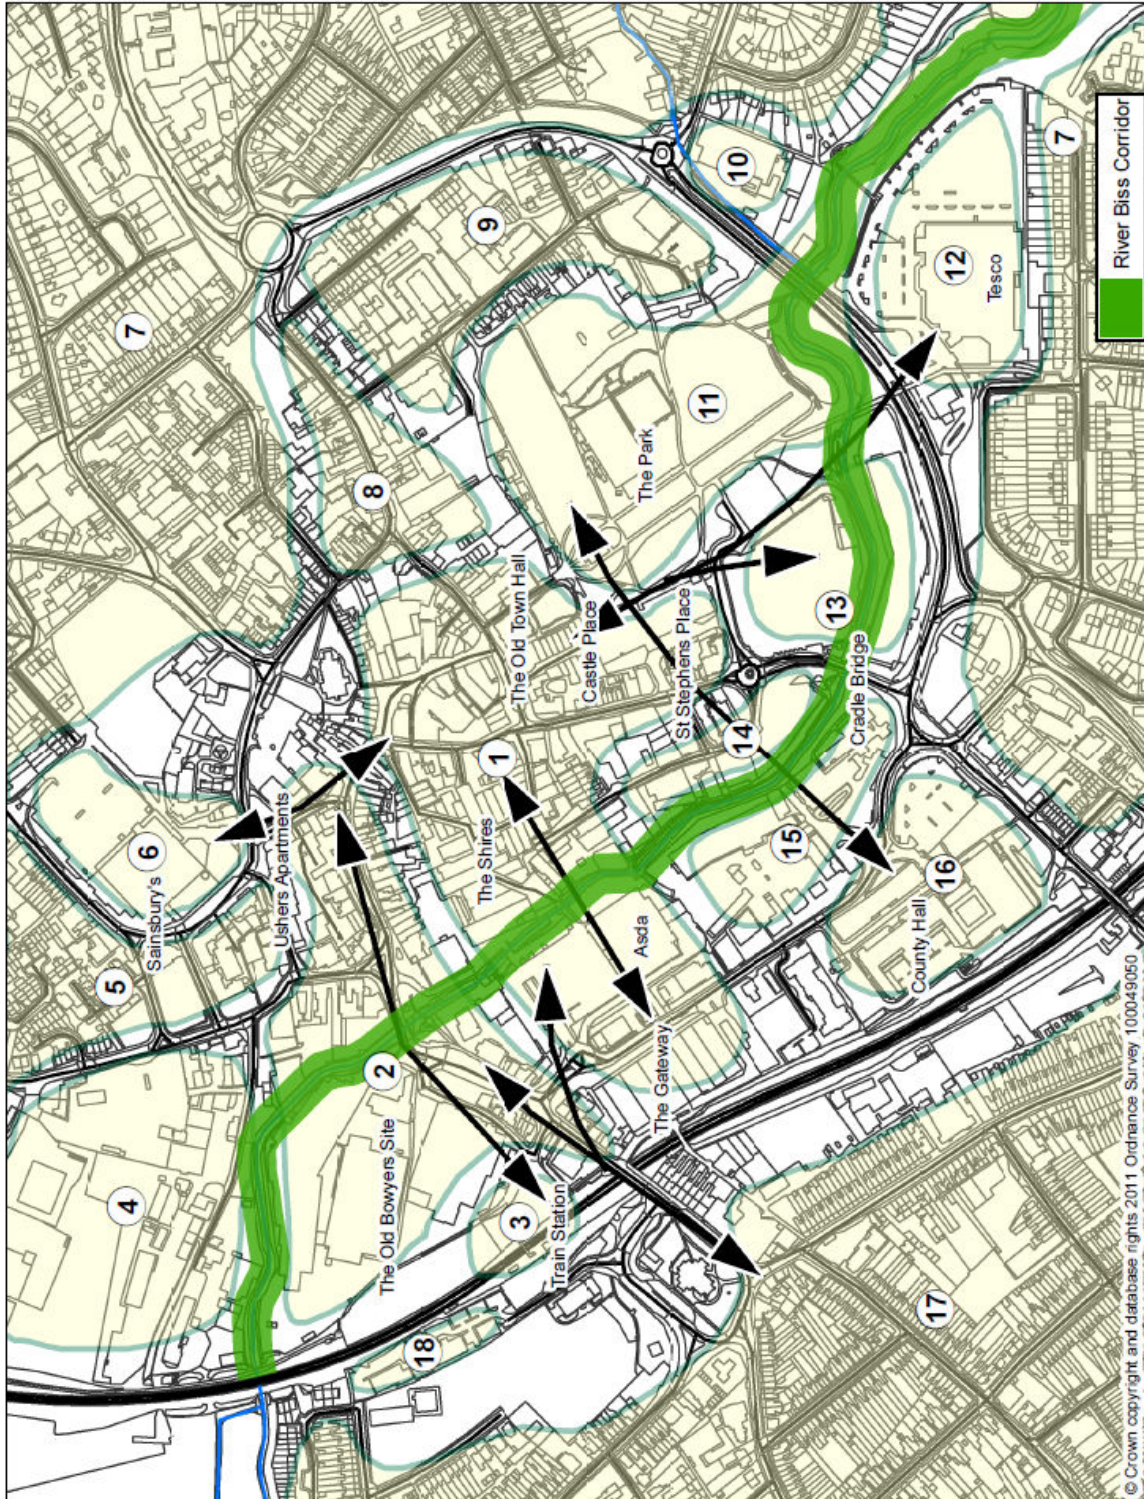 5
4
7
6
Sainsbury's
Ushers Apartments
8
2
The Old Bowyers Site
18
The Shires
9
1
3
The Old Town Hall
Train Station
Castle Place
Asda
The Park
The Gateway
St Stephens Place
11
10
14
15
13
Cradle Bridge
County Hall
17
16
12
Tesco
7
River Biss Corridor
© Crown copyright and database rights 2011 Ordnance Survey 100049050